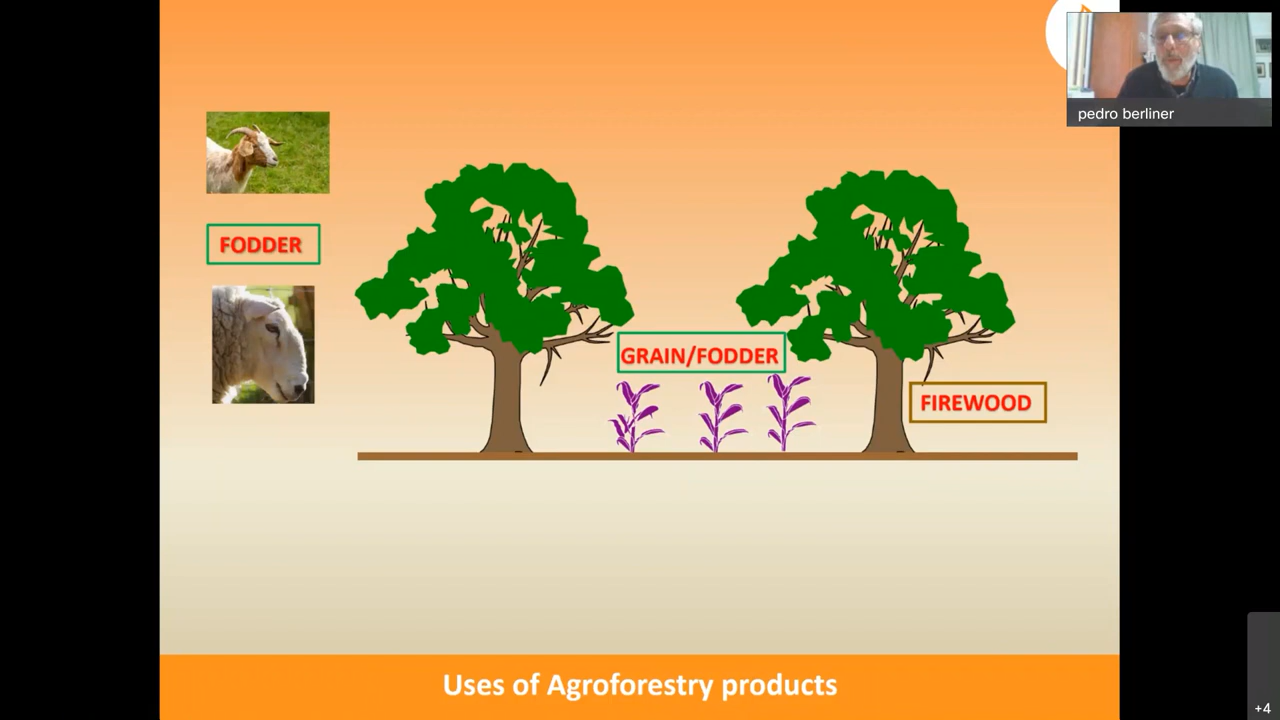 pedro berliner
FODDER
GRAIN/FODDER
FIREWOOD
Uses of Agroforestry products
+4